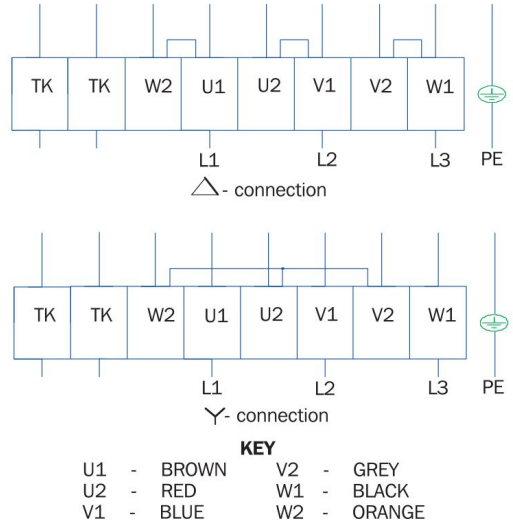 TK TK W2 U1 U2 V1 V2 W1
L1 L2 L3 PE
- connection
TK TK W2 U1 U2 V1 V2 W1
L1 L2 L3 PE
- connection
KEY
U1 - BROWN V2 - GREY
U2 - RED W1 - BLACK
V1 - BLUE W2 - ORANGE